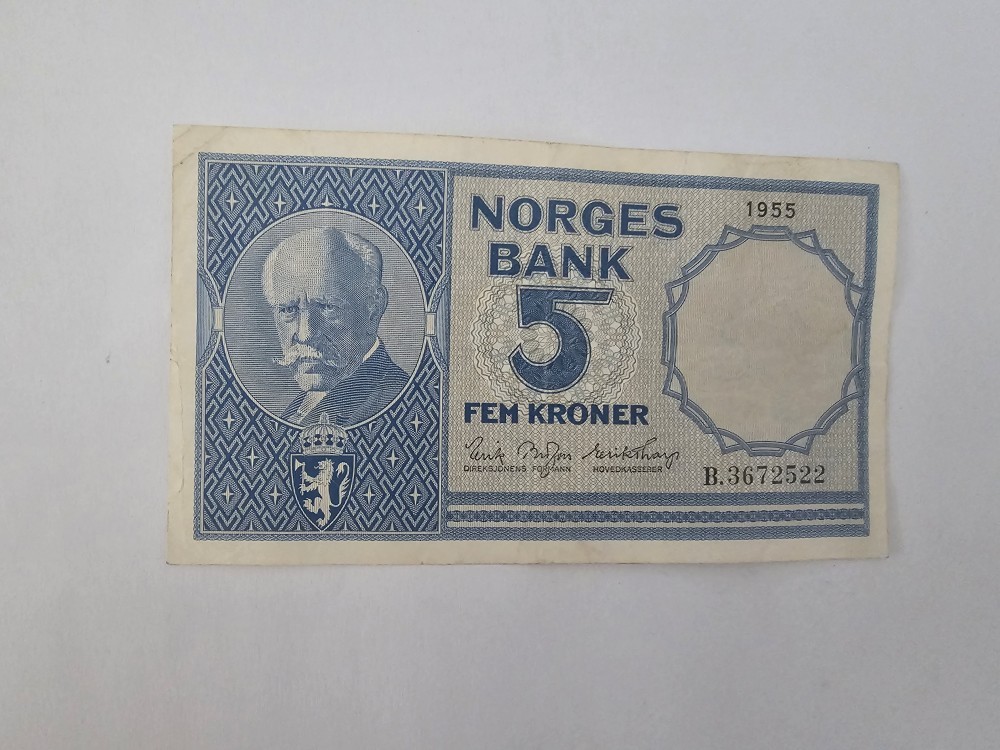 NORGES
BANK
1955
5
FEM KRONER
DIREKSJONENS FORMANN HOVEDKASSERER
B.3672522